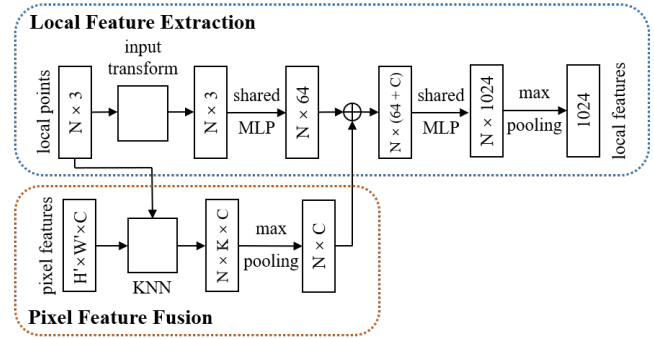 Local Feature Extraction
local points
N × 3
input
transform
N × 3
shared
MLP
N × 64
N × (64 + C)
shared
MLP
N × 1024
max
pooling
1024
local features
pixel features
H'×W'×C
KNN
N × K × C
max
pooling
N × C
Pixel Feature Fusion